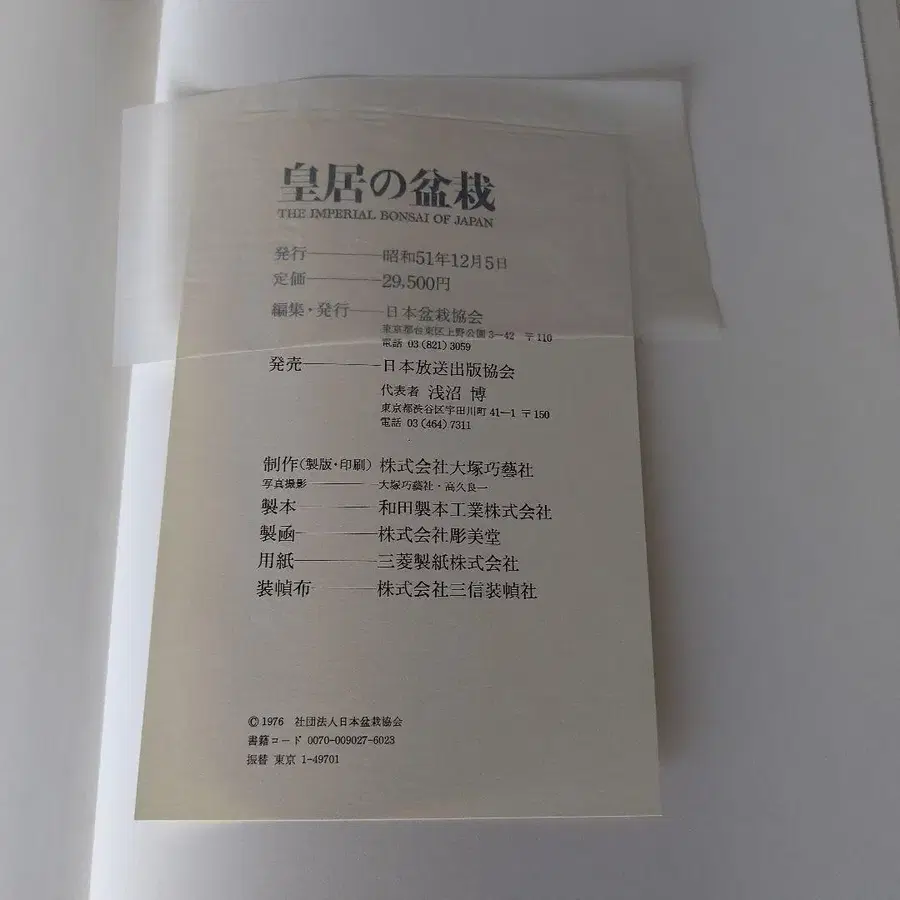 皇居の盆栽
THE IMPERIAL BONSAI OF JAPAN
発行────昭和51年12月5日
定価────29,500円
編集・発行──日本盆栽協会
東京都台東区上野公園3─42 〒110
電話 03(821)3059
発売────日本放送出版協会
代表者 浅沼 博
東京都渋谷区宇田川町41─1 〒150
電話 03(464)7311
制作(製版・印刷) 株式会社大塚巧藝社
写真撮影────大塚巧藝社・高久良一
製本────和田製本工業株式会社
製函────株式会社彫美堂
用紙────三菱製紙株式会社
装幀布───株式会社三信装幀社
©1976 社団法人日本盆栽協会
書籍コード 0070-009027-6023
振替 東京 1-49701